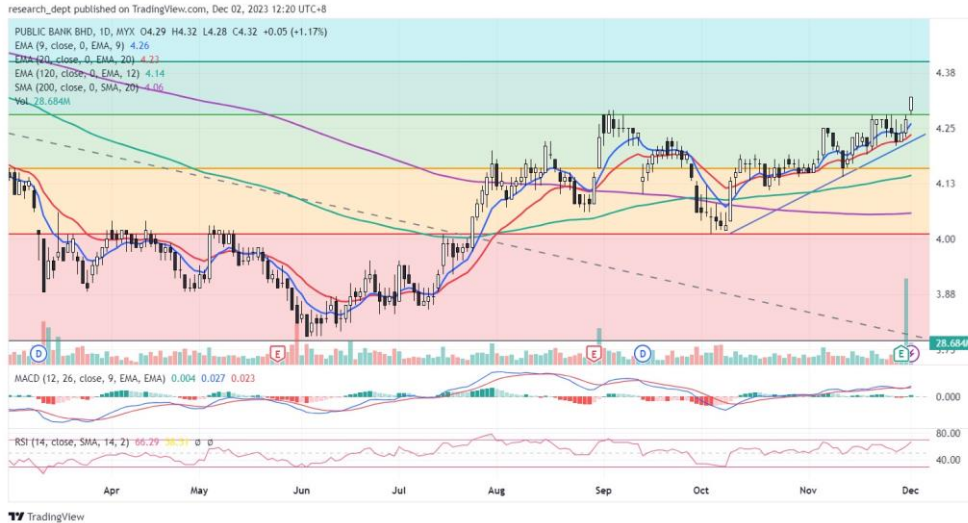 research_dept published on TradingView.com, Dec 02, 2023 12:20 UTC+8
PUBLIC BANK BHD, 1D, MYX O4.29 H4.32 L4.28 C4.32 +0.05 (+1.17%)
EMA (9, close, 0, EMA, 9) 4.26
EMA (20, close, 0, EMA, 20) 4.23
EMA (120, close, 0, EMA, 12) 4.14
SMA (200, close, 0, SMA, 20) 4.06
Vol 28.684M
4.38
4.25
4.13
4.00
3.88
3.75
28.684M
D
E
E
D
E
MACD (12, 26, close, 9, EMA, EMA) 0.004 0.027 0.023
0.000
RSI (14, close, SMA, 14, 2) 66.29 ø ø
80.00
40.00
Apr May Jun Jul Aug Sep Oct Nov Dec
TradingView